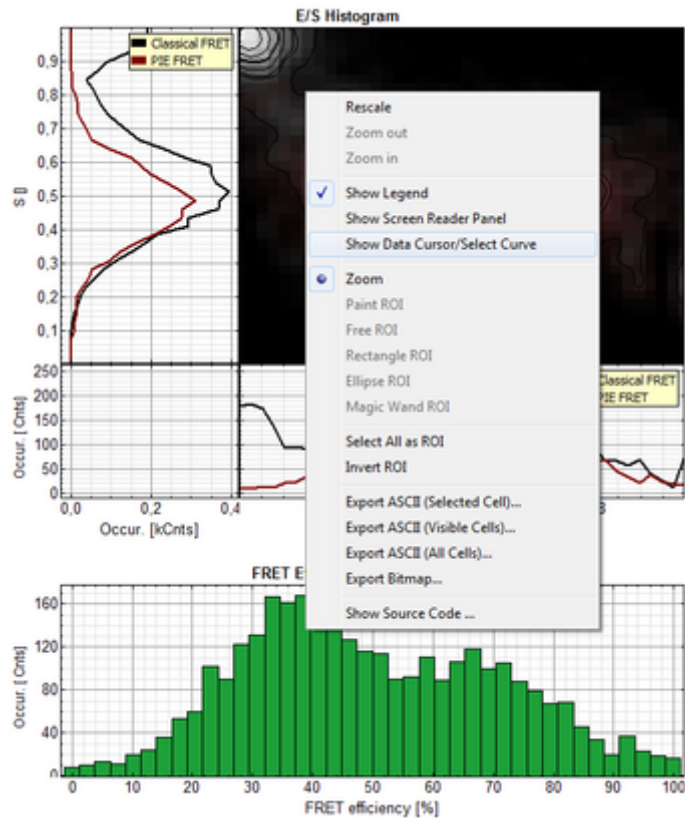 E/S Histogram
Classical FRET
PIE FRET
0,9
0,8
0,7
0,6
0,5
0,4
0,3
0,2
0,1
S []
Rescale
Zoom out
Zoom in
Show Legend
Show Screen Reader Panel
Show Data Cursor/Select Curve
Zoom
Paint ROI
Free ROI
Rectangle ROI
Ellipse ROI
Magic Wand ROI
Select All as ROI
Invert ROI
Export ASCII (Selected Cell)...
Export ASCII (Visible Cells)...
Export ASCII (All Cells)...
Export Bitmap...
Show Source Code ...
250
200
150
100
50
0
Occur. [ Cnts]
Classical FRET
PIE FRET
0,0 0,2 0,4
8
Occur. [kCnts]
FRET E
160
120
80
40
0
Occur. [ Cnts]
0 10 20 30 40 50 60 70 80 90 100
FRET efficiency [%]